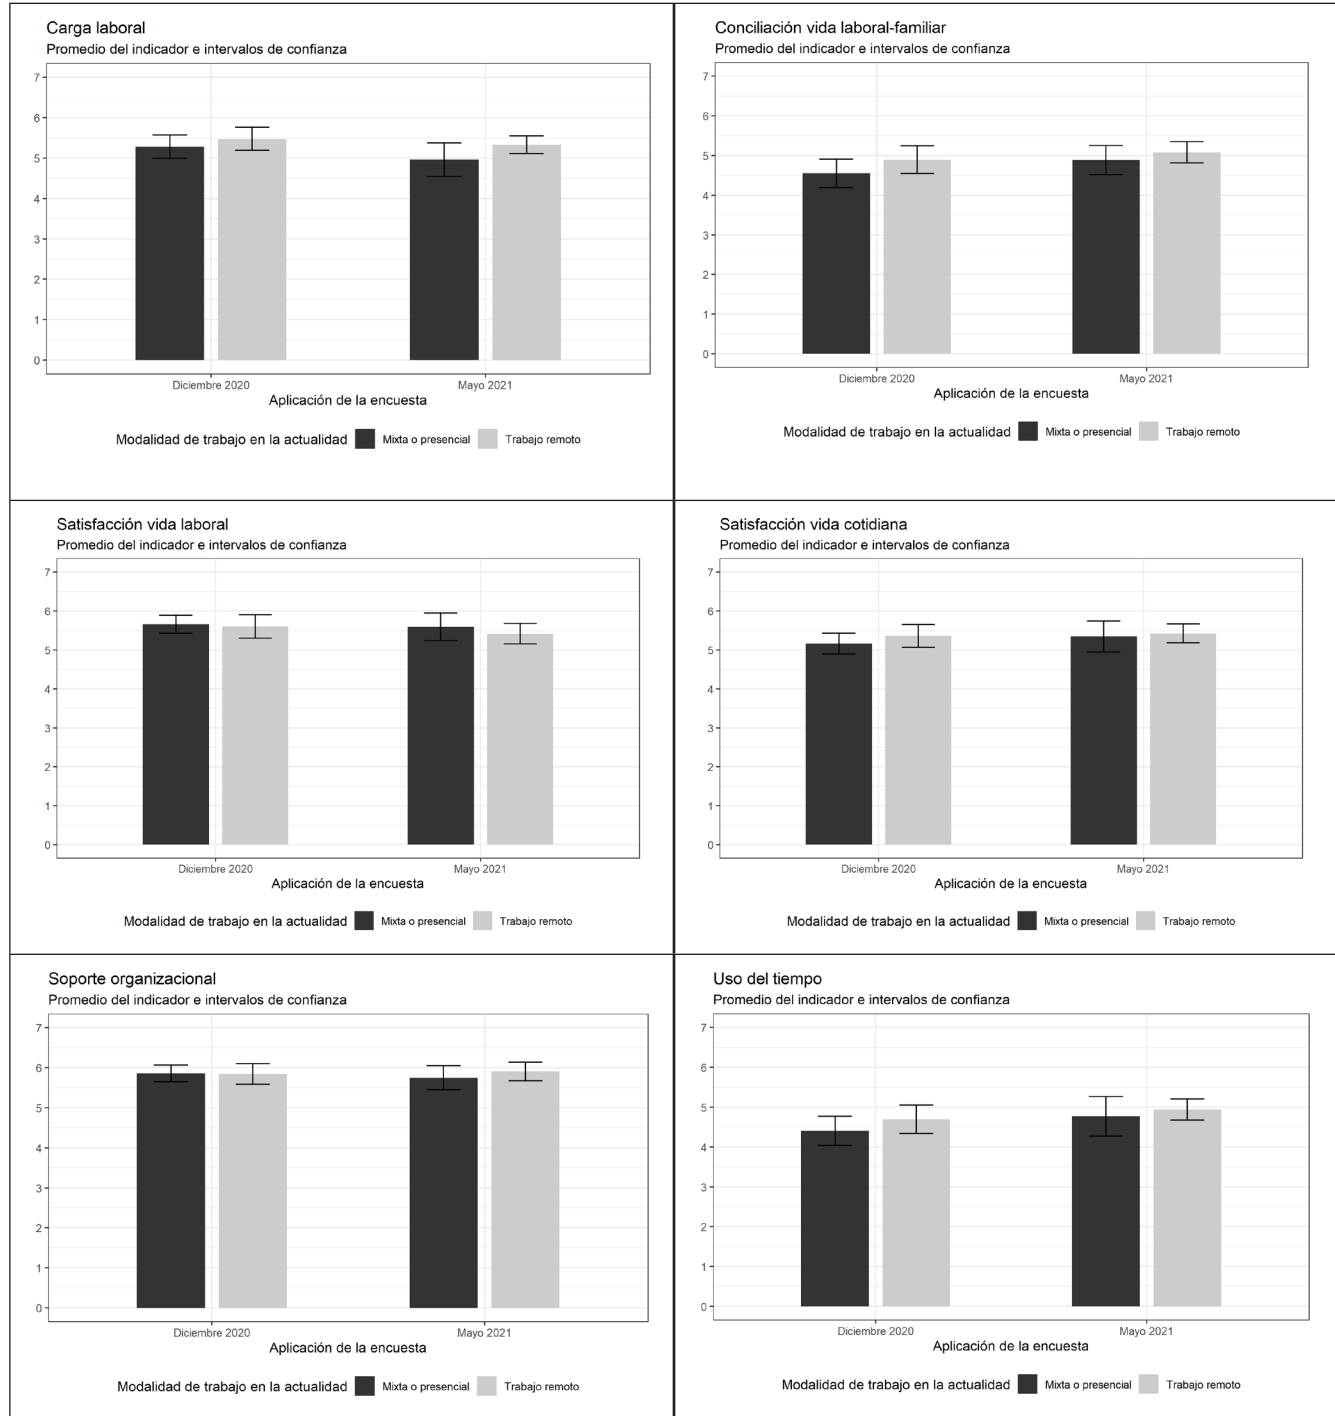 Carga laboral
Promedio del indicador e intervalos de confianza
7
6
5
4
3
2
1
0
Diciembre 2020 Mayo 2021
Aplicación de la encuesta
Modalidad de trabajo en la actualidad Mixta o presencial Trabajo remoto
Conciliación vida laboral-familiar
Promedio del indicador e intervalos de confianza
7
6
5
4
3
2
1
0
Diciembre 2020 Mayo 2021
Aplicación de la encuesta
Modalidad de trabajo en la actualidad Mixta o presencial Trabajo remoto
Satisfacción vida laboral
Promedio del indicador e intervalos de confianza
7
6
5
4
3
2
1
0
Diciembre 2020 Mayo 2021
Aplicación de la encuesta
Modalidad de trabajo en la actualidad Mixta o presencial Trabajo remoto
Satisfacción vida cotidiana
Promedio del indicador e intervalos de confianza
7
6
5
4
3
2
1
0
Diciembre 2020 Mayo 2021
Aplicación de la encuesta
Modalidad de trabajo en la actualidad Mixta o presencial Trabajo remoto
Soporte organizacional
Promedio del indicador e intervalos de confianza
7
6
5
4
3
2
1
0
Diciembre 2020 Mayo 2021
Aplicación de la encuesta
Modalidad de trabajo en la actualidad Mixta o presencial Trabajo remoto
Uso del tiempo
Promedio del indicador e intervalos de confianza
7
6
5
4
3
2
1
0
Diciembre 2020 Mayo 2021
Aplicación de la encuesta
Modalidad de trabajo en la actualidad Mixta o presencial Trabajo remoto